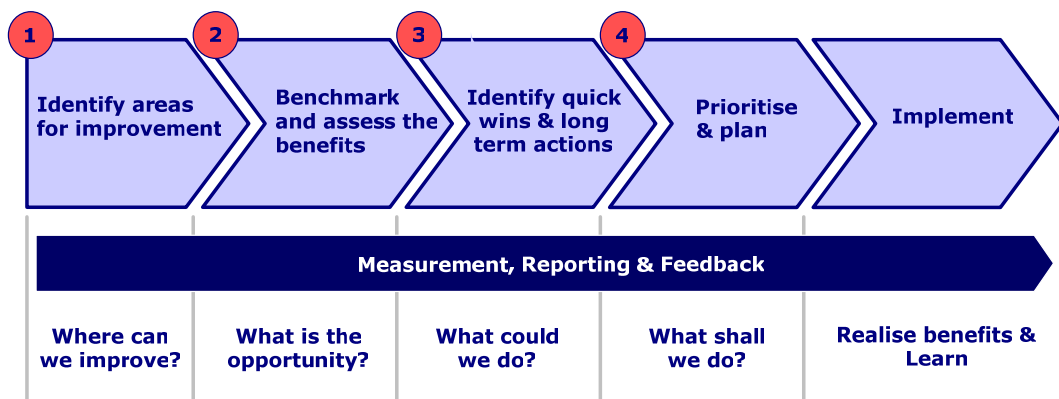 1
Identify areas
for improvement
2
Benchmark
and assess the
benefits
3
Identify quick
wins & long
term actions
4
Prioritise
& plan
Implement
Measurement, Reporting & Feedback
Where can
we improve?
What is the
opportunity?
What could
we do?
What shall
we do?
Realise benefits &
Learn